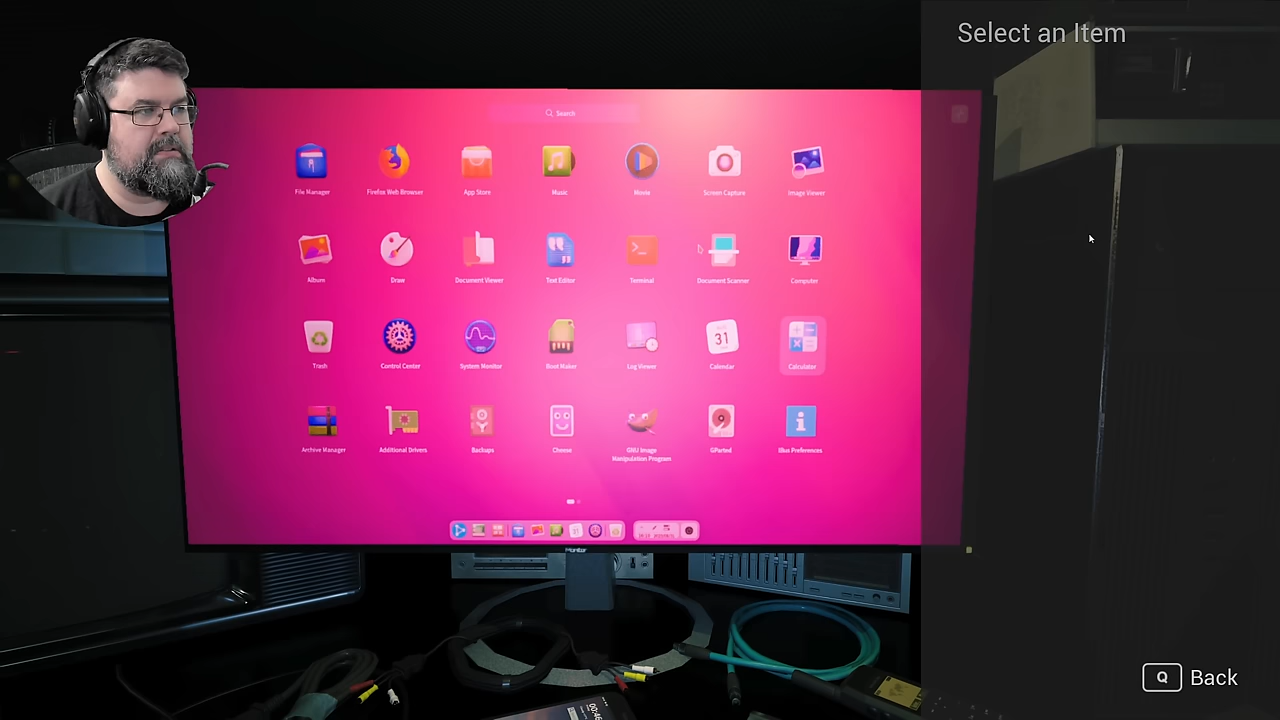 Select an Item
Search
File Manager
Firefox Web Browser
App Store
Music
Movie
Screen Capture
Image Viewer
Album
Draw
Document Viewer
Text Editor
Terminal
Document Scanner
Computer
31
Trash
Control Center
System Monitor
Boot Maker
Log Viewer
Calendar
Calculator
Archive Manager
Additional Drivers
Backups
Cheese
GNU Image
Manipulation Program
GParted
Q Back